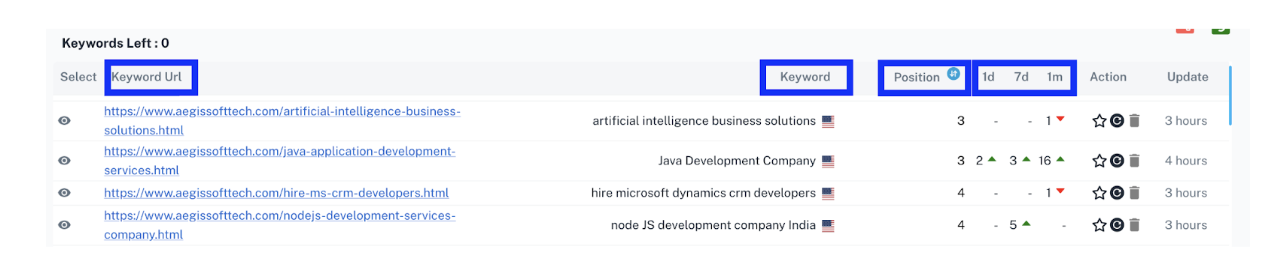 Keywords Left : 0
Select Keyword Url Keyword Position 1d 7d 1m Action Update
https://www.aegissofttech.com/artificial-intelligence-business-
solutions.html
artificial intelligence business solutions 3 - - 1 3 hours
https://www.aegissofttech.com/java-application-development-
services.html
Java Development Company 3 2 3 16 4 hours
https://www.aegissofttech.com/hire-ms-crm-developers.html hire microsoft dynamics crm developers 4 - - 1 3 hours
https://www.aegissofttech.com/nodejs-development-services-
company.html
node JS development company India 4 - 5 - 3 hours